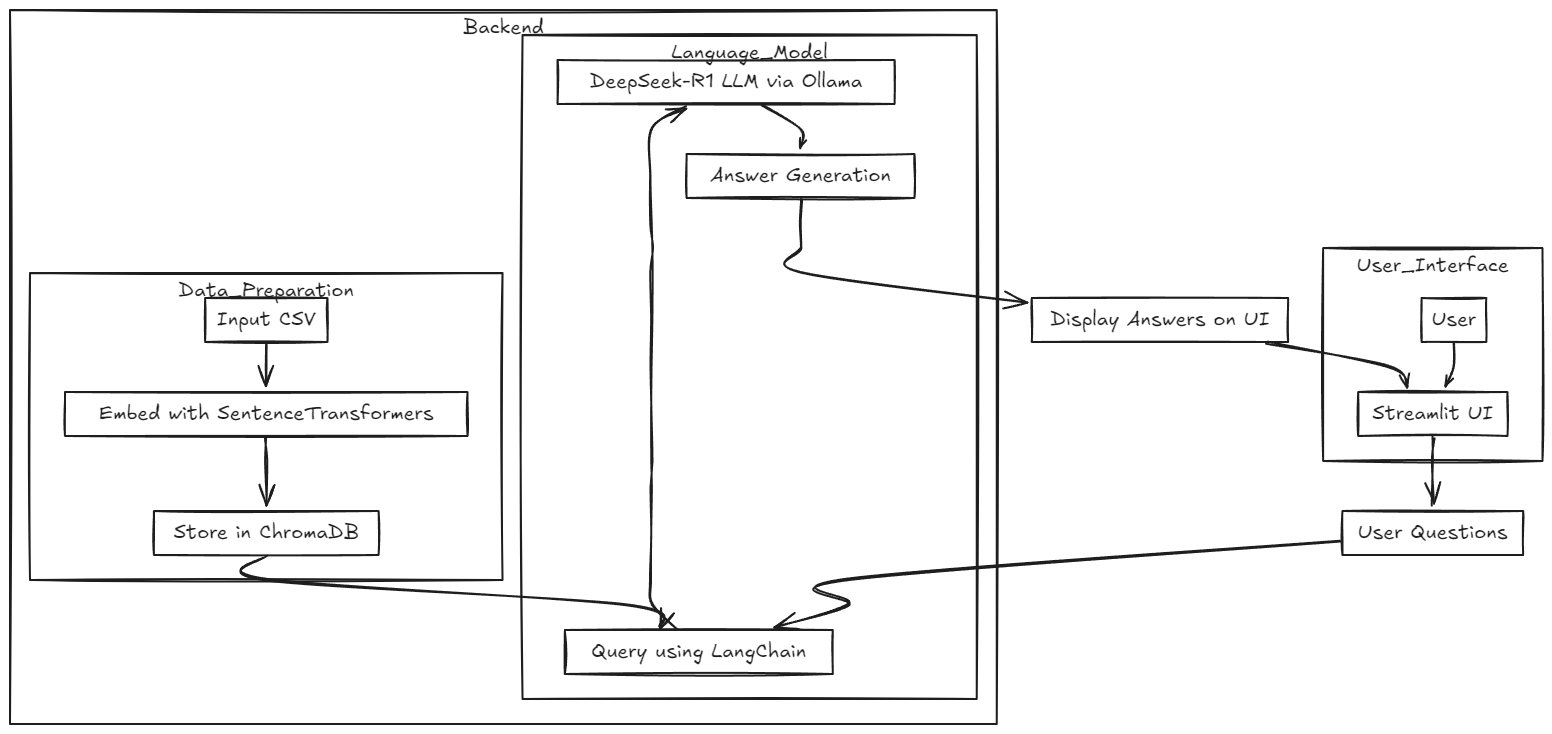 Backend
Language_Model
DeepSeek-R1 LLM via Ollama
Answer Generation
Data_Preparation
Input CSV
Embed with SentenceTransformers
Store in ChromaDB
Query using LangChain
Display Answers on UI
User_Interface
User
Streamlit UI
User Questions